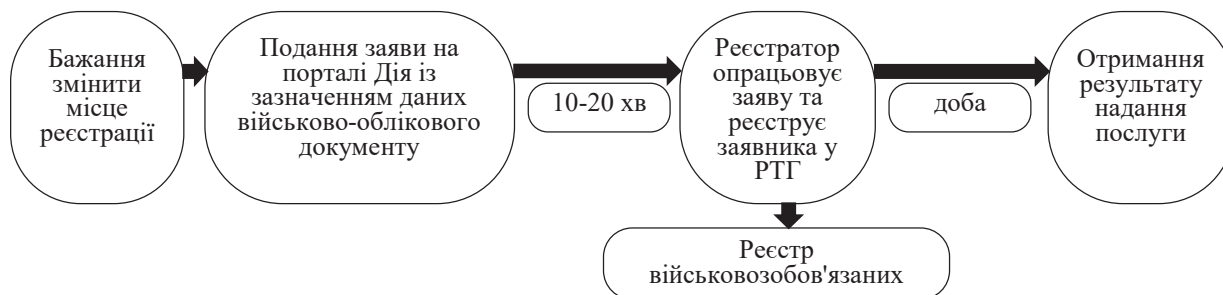 Бажання
змінити
місце
реєстрації
Подання заяви на
порталі Дія із
зазначенням даних
військово-облікового
документу
10-20 хв
Реєстратор
опрацьовує
заяву та
реєструє
заявника у
РТГ
доба
Отримання
результату
надання
послуги
Реєстр
військовозобов'язаних